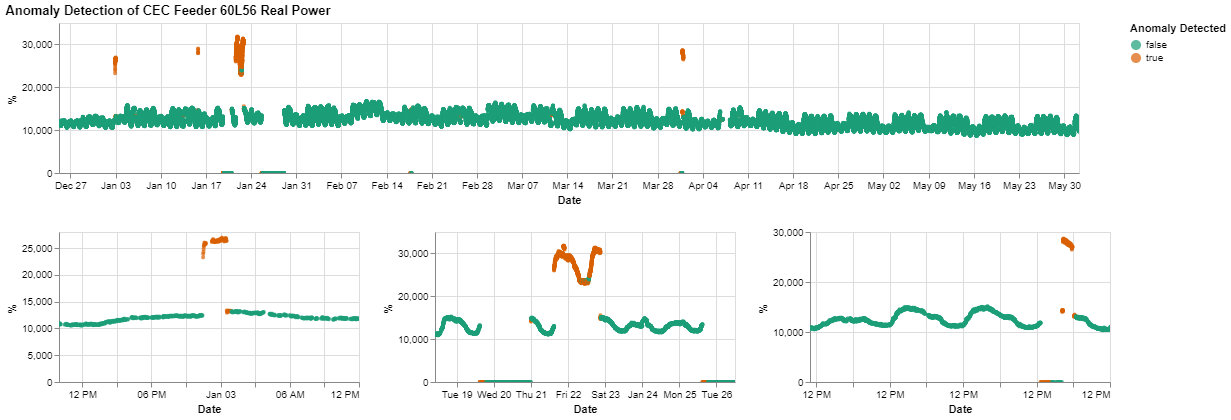 Anomaly Detection of CEC Feeder 60L56 Real Power
Anomaly Detected
false
true
30,000
20,000
10,000
0
%
Dec 27 Jan 03 Jan 10 Jan 17 Jan 24 Jan 31 Feb 07 Feb 14 Feb 21 Feb 28 Mar 07 Mar 14 Mar 21 Mar 28 Apr 04 Apr 11 Apr 18 Apr 25 May 02 May 09 May 16 May 23 May 30
Date
25,000
20,000
15,000
10,000
5,000
0
%
12 PM 06 PM Jan 03 06 AM 12 PM
Date
30,000
20,000
10,000
0
%
Tue 19 Wed 20 Thu 21 Fri 22 Sat 23 Jan 24 Mon 25 Tue 26
Date
30,000
20,000
10,000
0
%
12 PM 12 PM 12 PM 12 PM 12 PM
Date